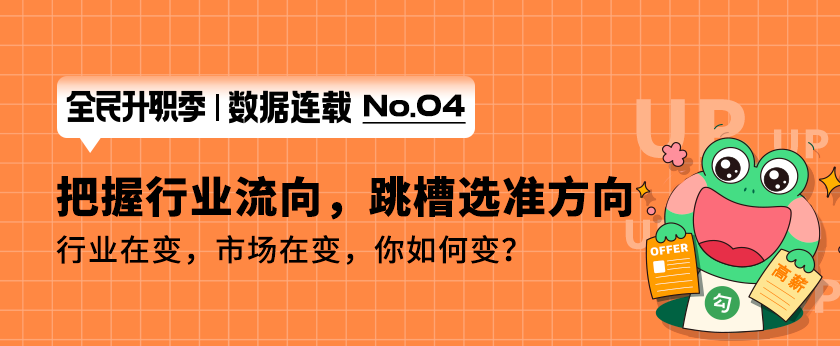 全民升职季 | 数据连载 No.04
把握行业流向，跳槽选准方向
行业在变，市场在变，你如何变？
UP
UP
OFFER
高薪
勾